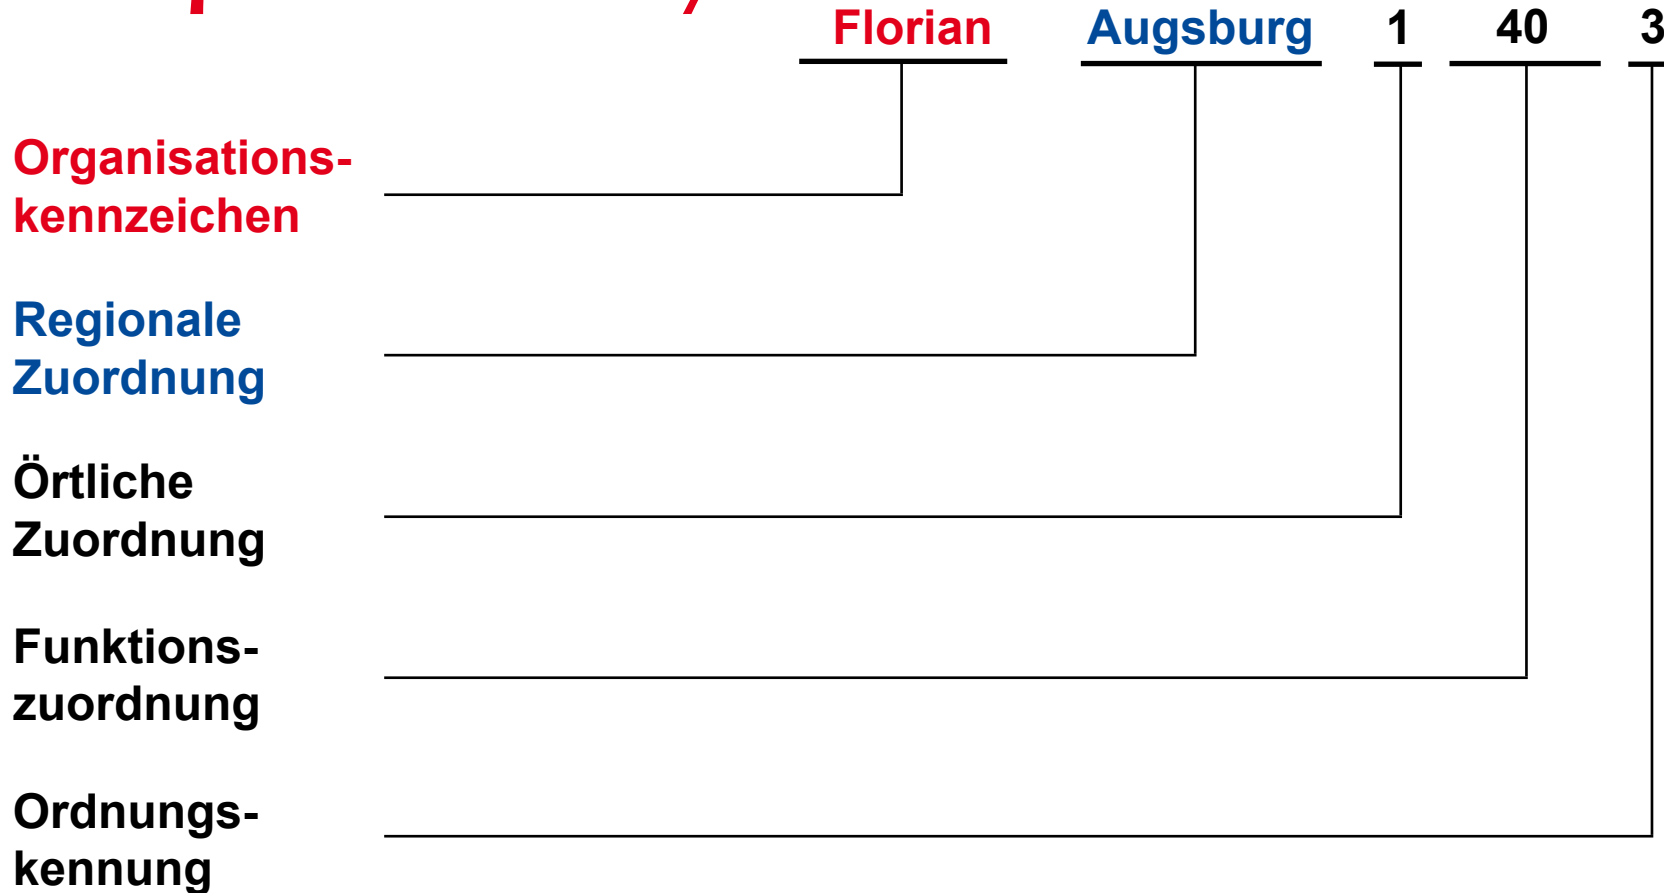 Florian Augsburg 1 40 3
Organisations-
kennzeichen
Regionale
Zuordnung
Örtliche
Zuordnung
Funktions-
zuordnung
Ordnungs-
kennung